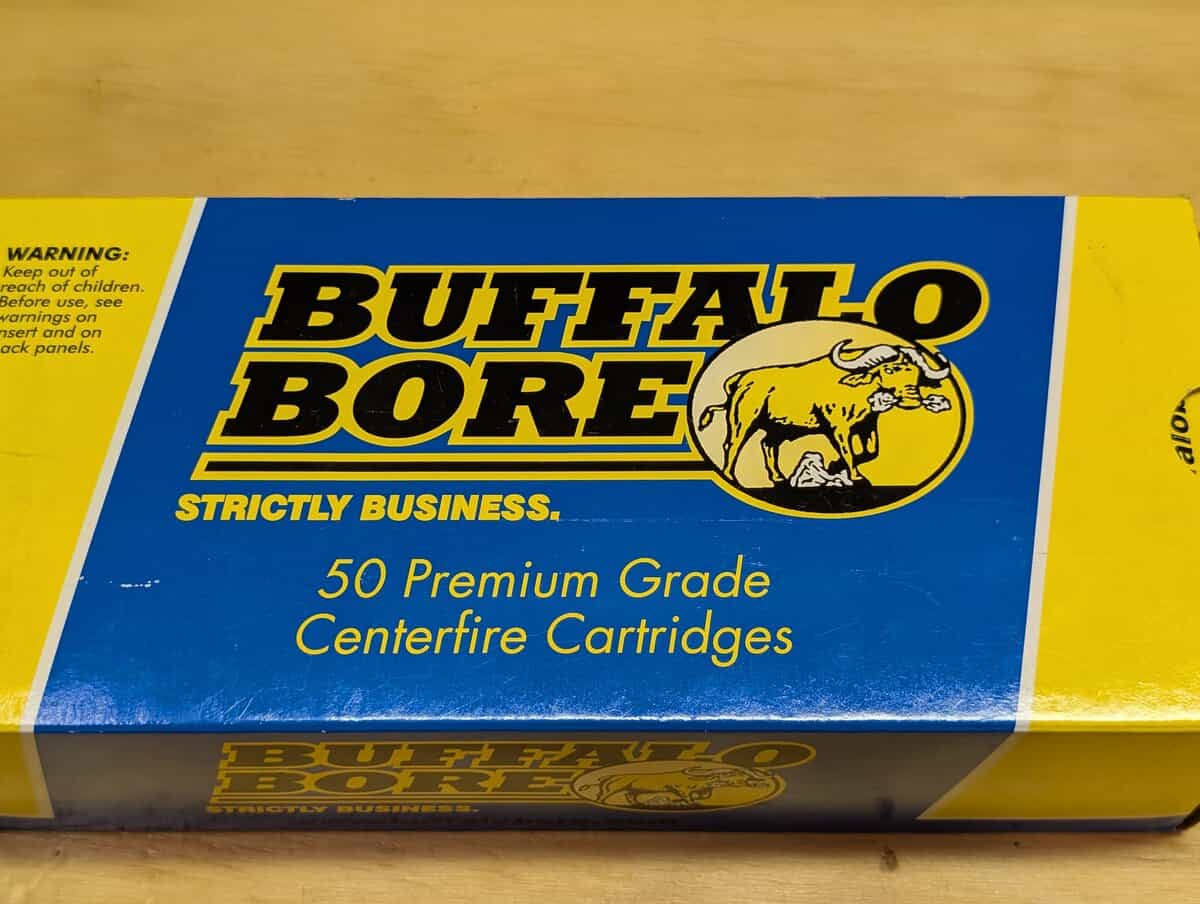 WARNING:
Keep out of
reach of children.
Before use, see
warnings on
nsert and on
ack panels.
BUFFALO
BORE
STRICTLY BUSINESS.
50 Premium Grade
Centerfire Cartridges
BUFFALO
BORE
STRICTLY BUSINESS.